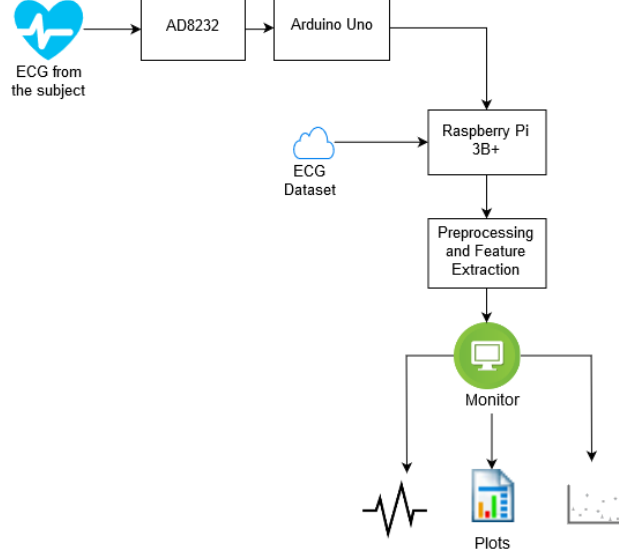 AD8232
Arduino Uno
ECG from
the subject
Raspberry Pi
3B+
ECG
Dataset
Preprocessing
and Feature
Extraction
Monitor
Plots